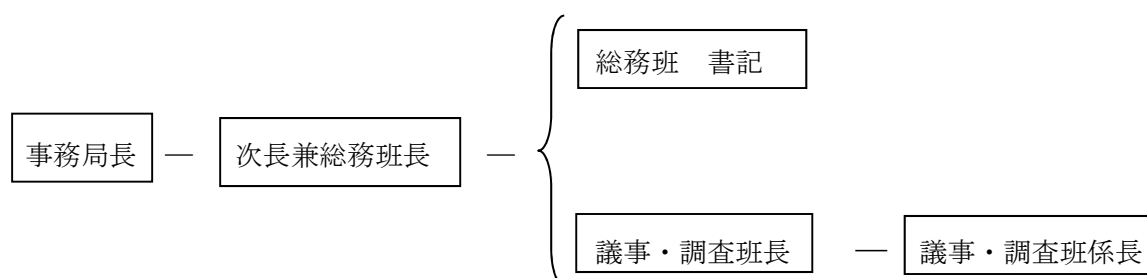 総務班　書記
事務局長 ― 次長兼総務班長 ―
議事・調査班長 ― 議事・調査班係長